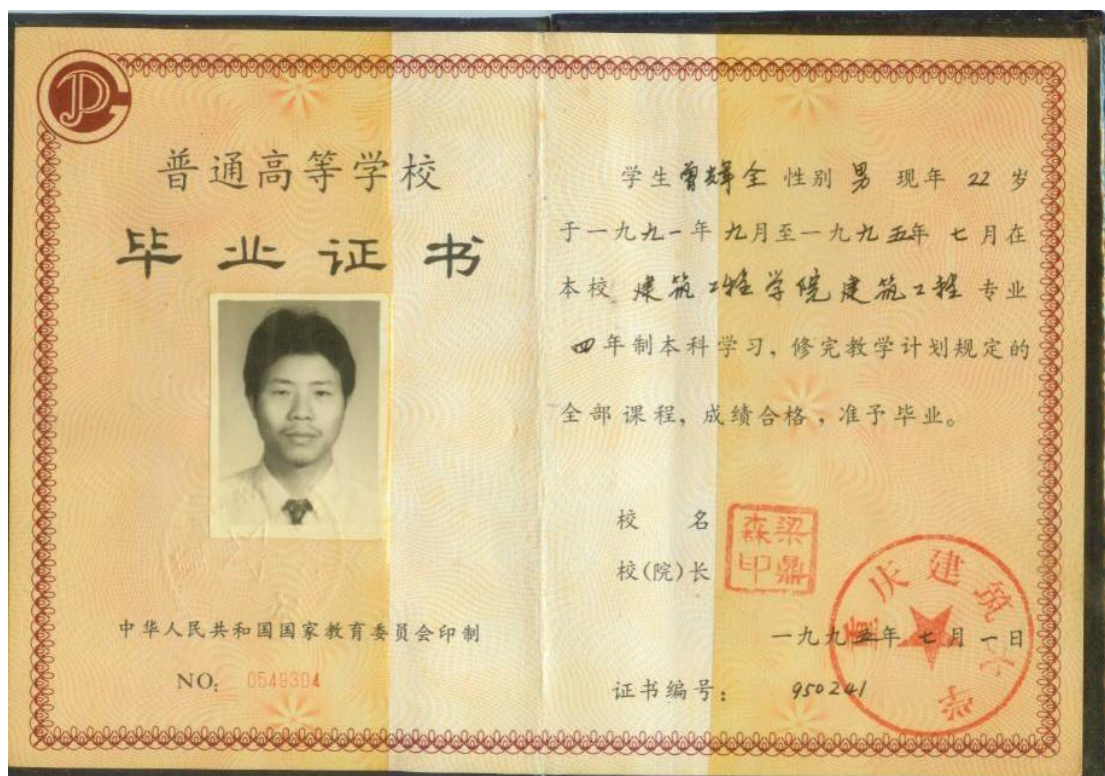 普通高等学校
毕业证书
中华人民共和国国家教育委员会印制
NO: 0549304
学生曾辉全 性别 男 现年 22 岁
于一九九一年九月至一九九五年 七月在
本校 建筑工程学院建筑工程 专业
四年制本科学习，修完教学计划规定的
全部课程，成绩合格，准予毕业。
校 名
校(院)长
梁鼎森印
重庆建筑大学
一九九五年七月一日
证书编号： 950241